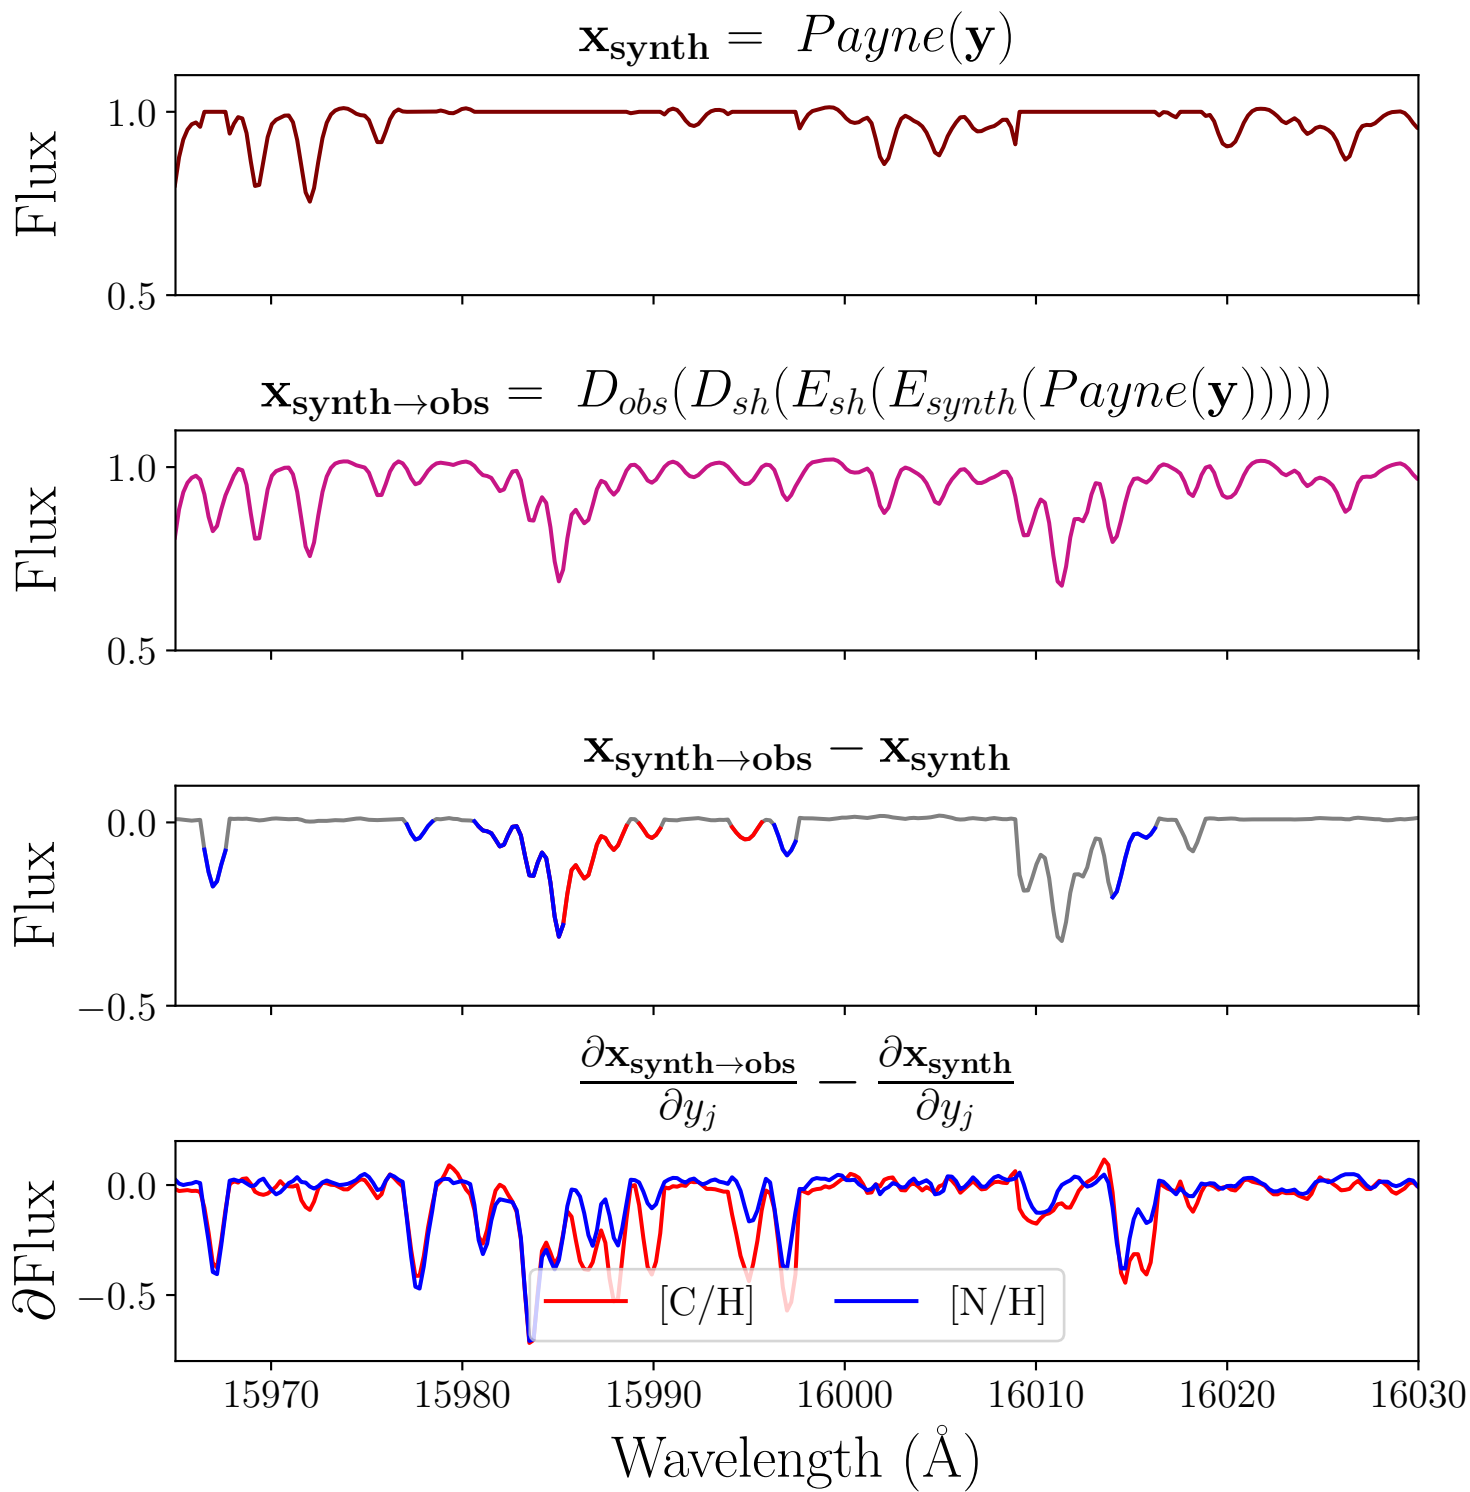 x_synth = Payne(y)
1.0
Flux
0.5
x_synth→obs = D_obs(D_sh(E_sh(E_synth(Payne(y)))))
1.0
Flux
0.5
x_synth→obs − x_synth
0.0
Flux
−0.5
∂x_synth→obs/∂y_j − ∂x_synth/∂y_j
0.0
∂Flux
−0.5
[C/H] [N/H]
15970 15980 15990 16000 16010 16020 16030
Wavelength (Å)